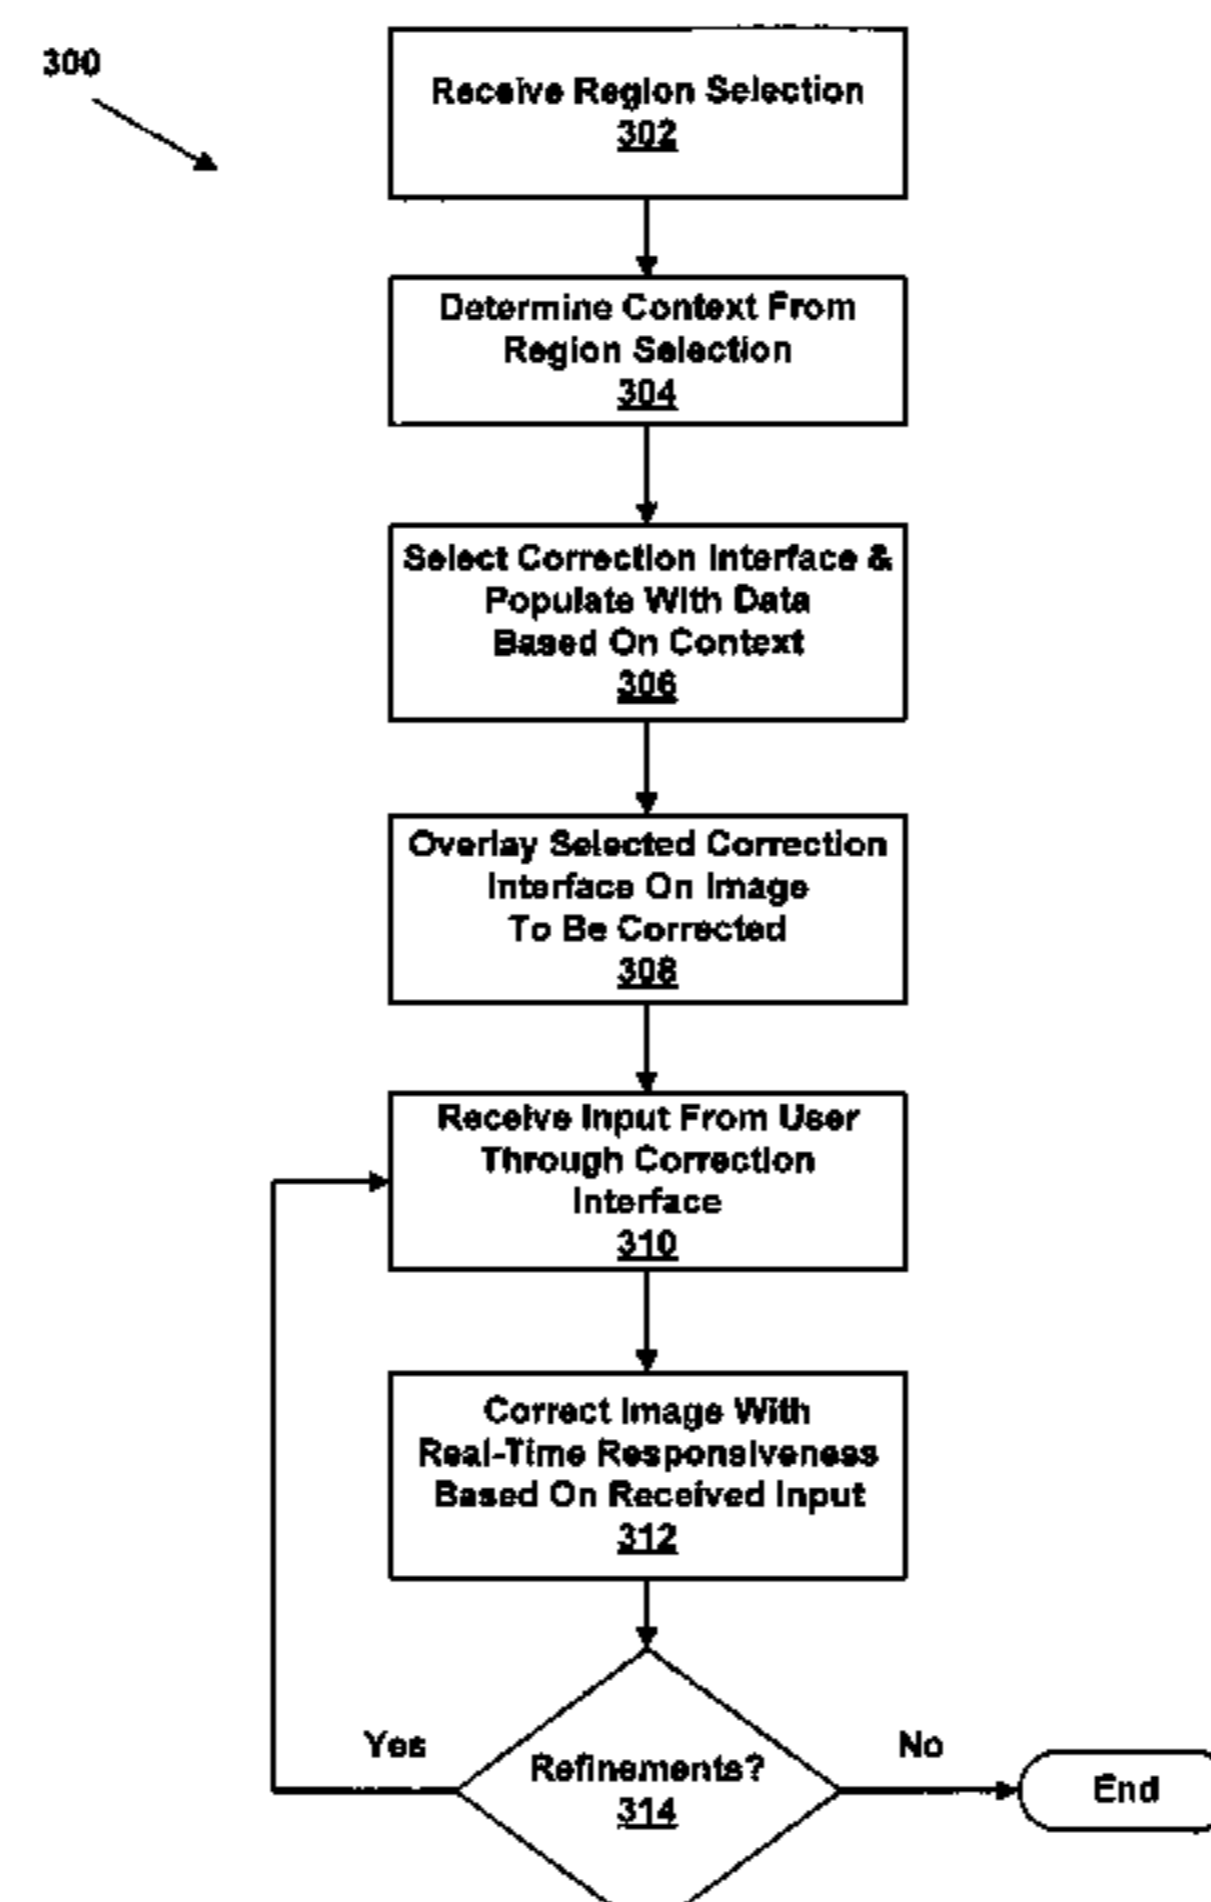 300
Receive Region Selection
302
Determine Context From
Region Selection
304
Select Correction Interface &
Populate With Data
Based On Context
306
Overlay Selected Correction
Interface On Image
To Be Corrected
308
Receive Input From User
Through Correction
Interface
310
Correct Image With
Real-Time Responsiveness
Based On Received Input
312
Yes
Refinements?
314
No
End